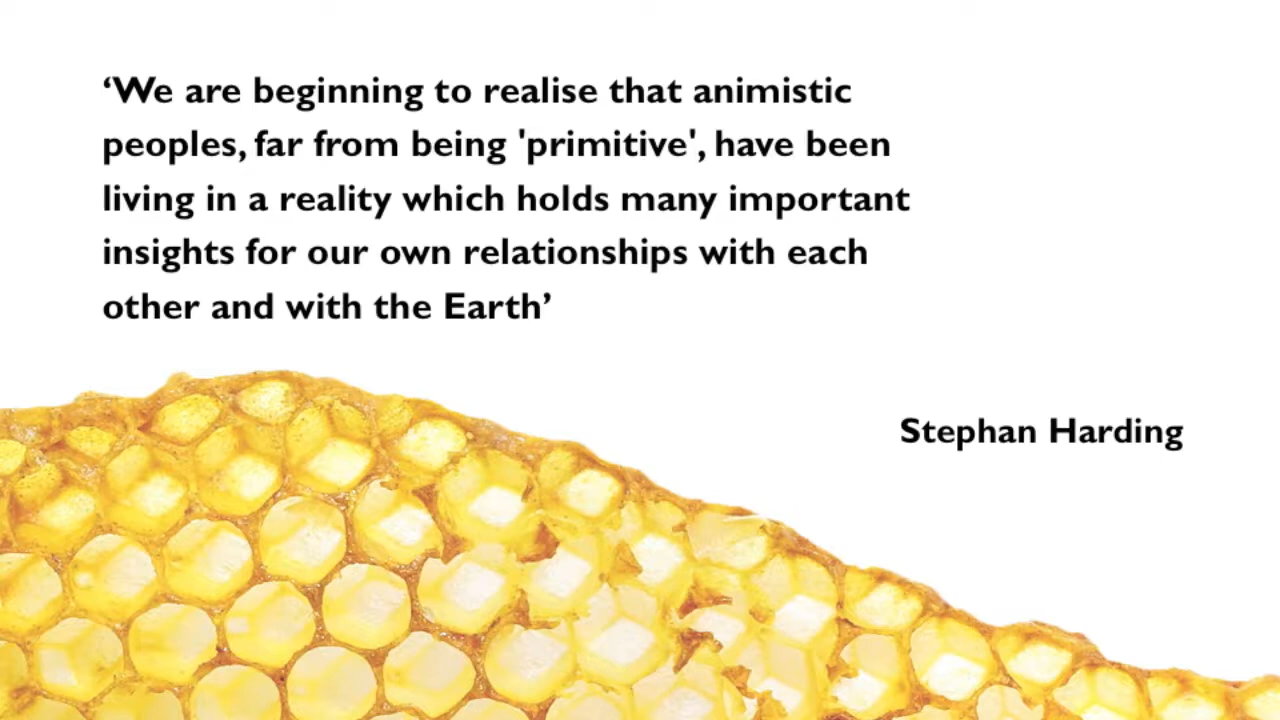 ‘We are beginning to realise that animistic
peoples, far from being 'primitive', have been
living in a reality which holds many important
insights for our own relationships with each
other and with the Earth’
Stephan Harding